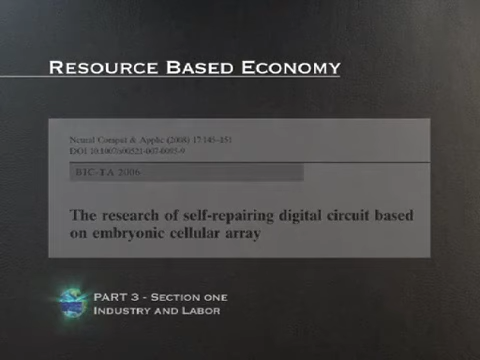 RESOURCE BASED ECONOMY
Neural Comput & Applic (2008) 17:145–151
DOI 10.1007/s00521-007-0095-9
BIC-TA 2006
The research of self-repairing digital circuit based
on embryonic cellular array
PART 3 - SECTION ONE
INDUSTRY AND LABOR